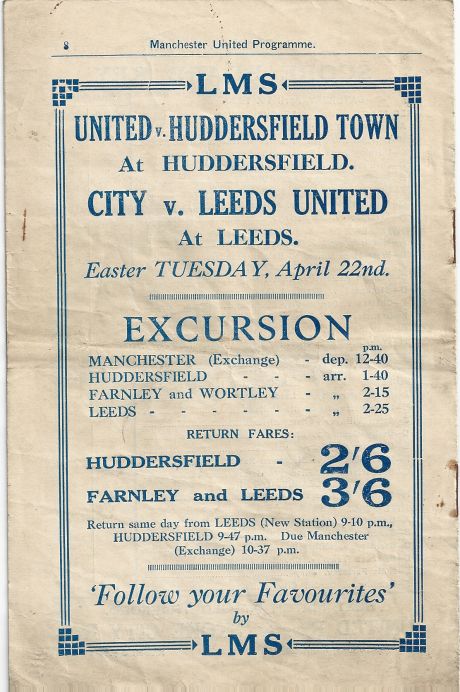 8 Manchester United Programme.
LMS
UNITED v. HUDDERSFIELD TOWN
At HUDDERSFIELD.
CITY v. LEEDS UNITED
At LEEDS.
Easter TUESDAY, April 22nd.
EXCURSION
p.m.
MANCHESTER (Exchange) - dep. 12-40
HUDDERSFIELD - - - arr. 1-40
FARNLEY and WORTLEY - „ 2-15
LEEDS - - - - - - „ 2-25
RETURN FARES:
HUDDERSFIELD - 2'6
FARNLEY and LEEDS 3'6
Return same day from LEEDS (New Station) 9-10 p.m.,
HUDDERSFIELD 9-47 p.m. Due Manchester
(Exchange) 10-37 p.m.
'Follow your Favourites'
by
LMS